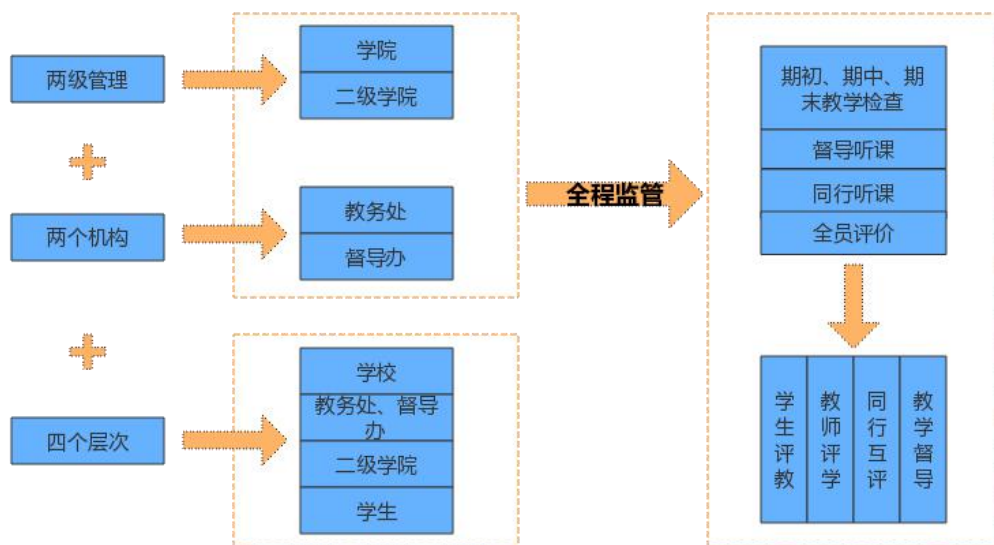 两级管理
学院
二级学院
两个机构
教务处
督导办
四个层次
学校
教务处、督导
办
二级学院
学生
全程监管
期初、期中、期
末教学检查
督导听课
同行听课
全员评价
学生评教
教师评学
同行互评
教学督导